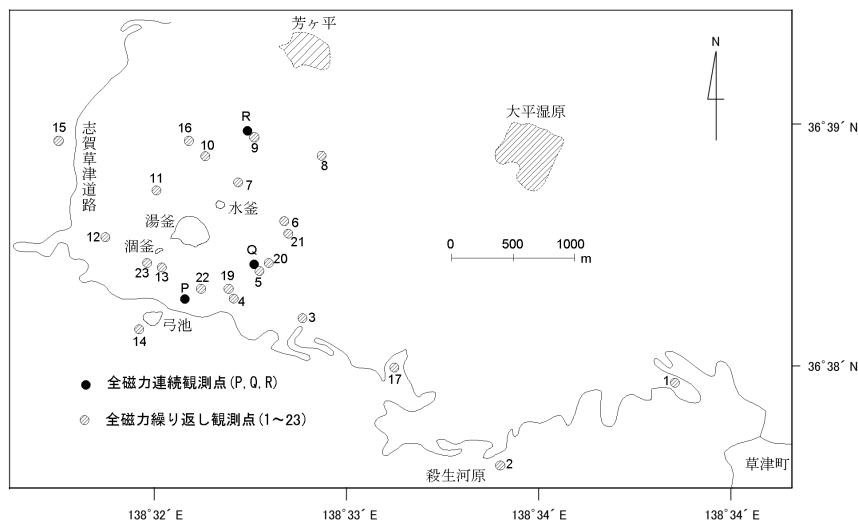 芳ヶ平
N
大平湿原
36°39′N
R
9
16
10
15
志賀草津道路
8
7
11
水釜
湯釜
6
21
12
涸釜
Q
20
5
23
13
22
19
4
P
0 500 1000
m
3
弓池
14
17
36°38′N
1
● 全磁力連続観測点(P,Q,R)
全磁力繰り返し観測点(1～23)
2
殺生河原
草津町
138°32′E
138°33′E
138°34′E
138°34′E